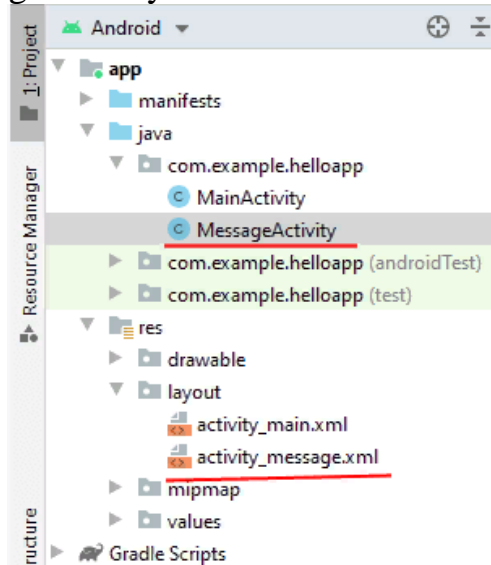 Android
1: Project
app
manifests
java
com.example.helloapp
MainActivity
Resource Manager
MessageActivity
com.example.helloapp (androidTest)
com.example.helloapp (test)
res
drawable
layout
activity_main.xml
activity_message.xml
mipmap
values
ructure
Gradle Scripts